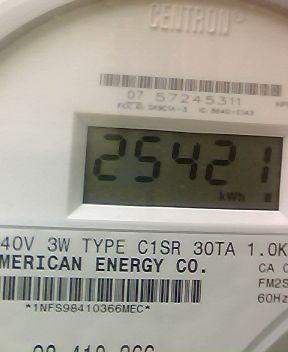 CENTRON®
07 57245311
25421
kWh
40V 3W TYPE C1SR 30TA 1.0K
MERICAN ENERGY CO.
CA
FM2S
60Hz
*1NFS98410366MEC*